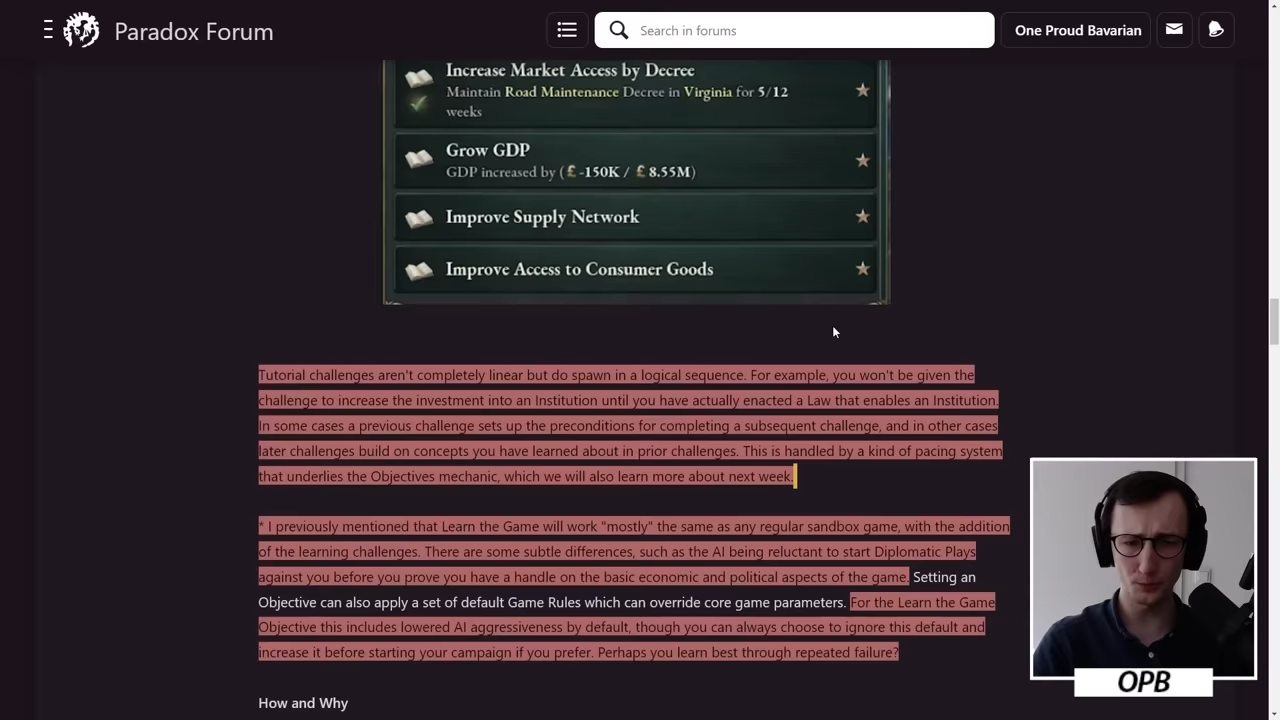 Paradox Forum
Search in forums
One Proud Bavarian
Increase Market Access by Decree
Maintain Road Maintenance Decree in Virginia for 5/12
weeks
Grow GDP
GDP increased by (£ -150K / £ 8.55M)
Improve Supply Network
Improve Access to Consumer Goods
Tutorial challenges aren't completely linear but do spawn in a logical sequence. For example, you won't be given the
challenge to increase the investment into an Institution until you have actually enacted a Law that enables an Institution.
In some cases a previous challenge sets up the preconditions for completing a subsequent challenge, and in other cases
later challenges build on concepts you have learned about in prior challenges. This is handled by a kind of pacing system
that underlies the Objectives mechanic, which we will also learn more about next week.
* I previously mentioned that Learn the Game will work "mostly" the same as any regular sandbox game, with the addition
of the learning challenges. There are some subtle differences, such as the AI being reluctant to start Diplomatic Plays
against you before you prove you have a handle on the basic economic and political aspects of the game. Setting an
Objective can also apply a set of default Game Rules which can override core game parameters. For the Learn the Game
Objective this includes lowered AI aggressiveness by default, though you can always choose to ignore this default and
increase it before starting your campaign if you prefer. Perhaps you learn best through repeated failure?
How and Why
OPB